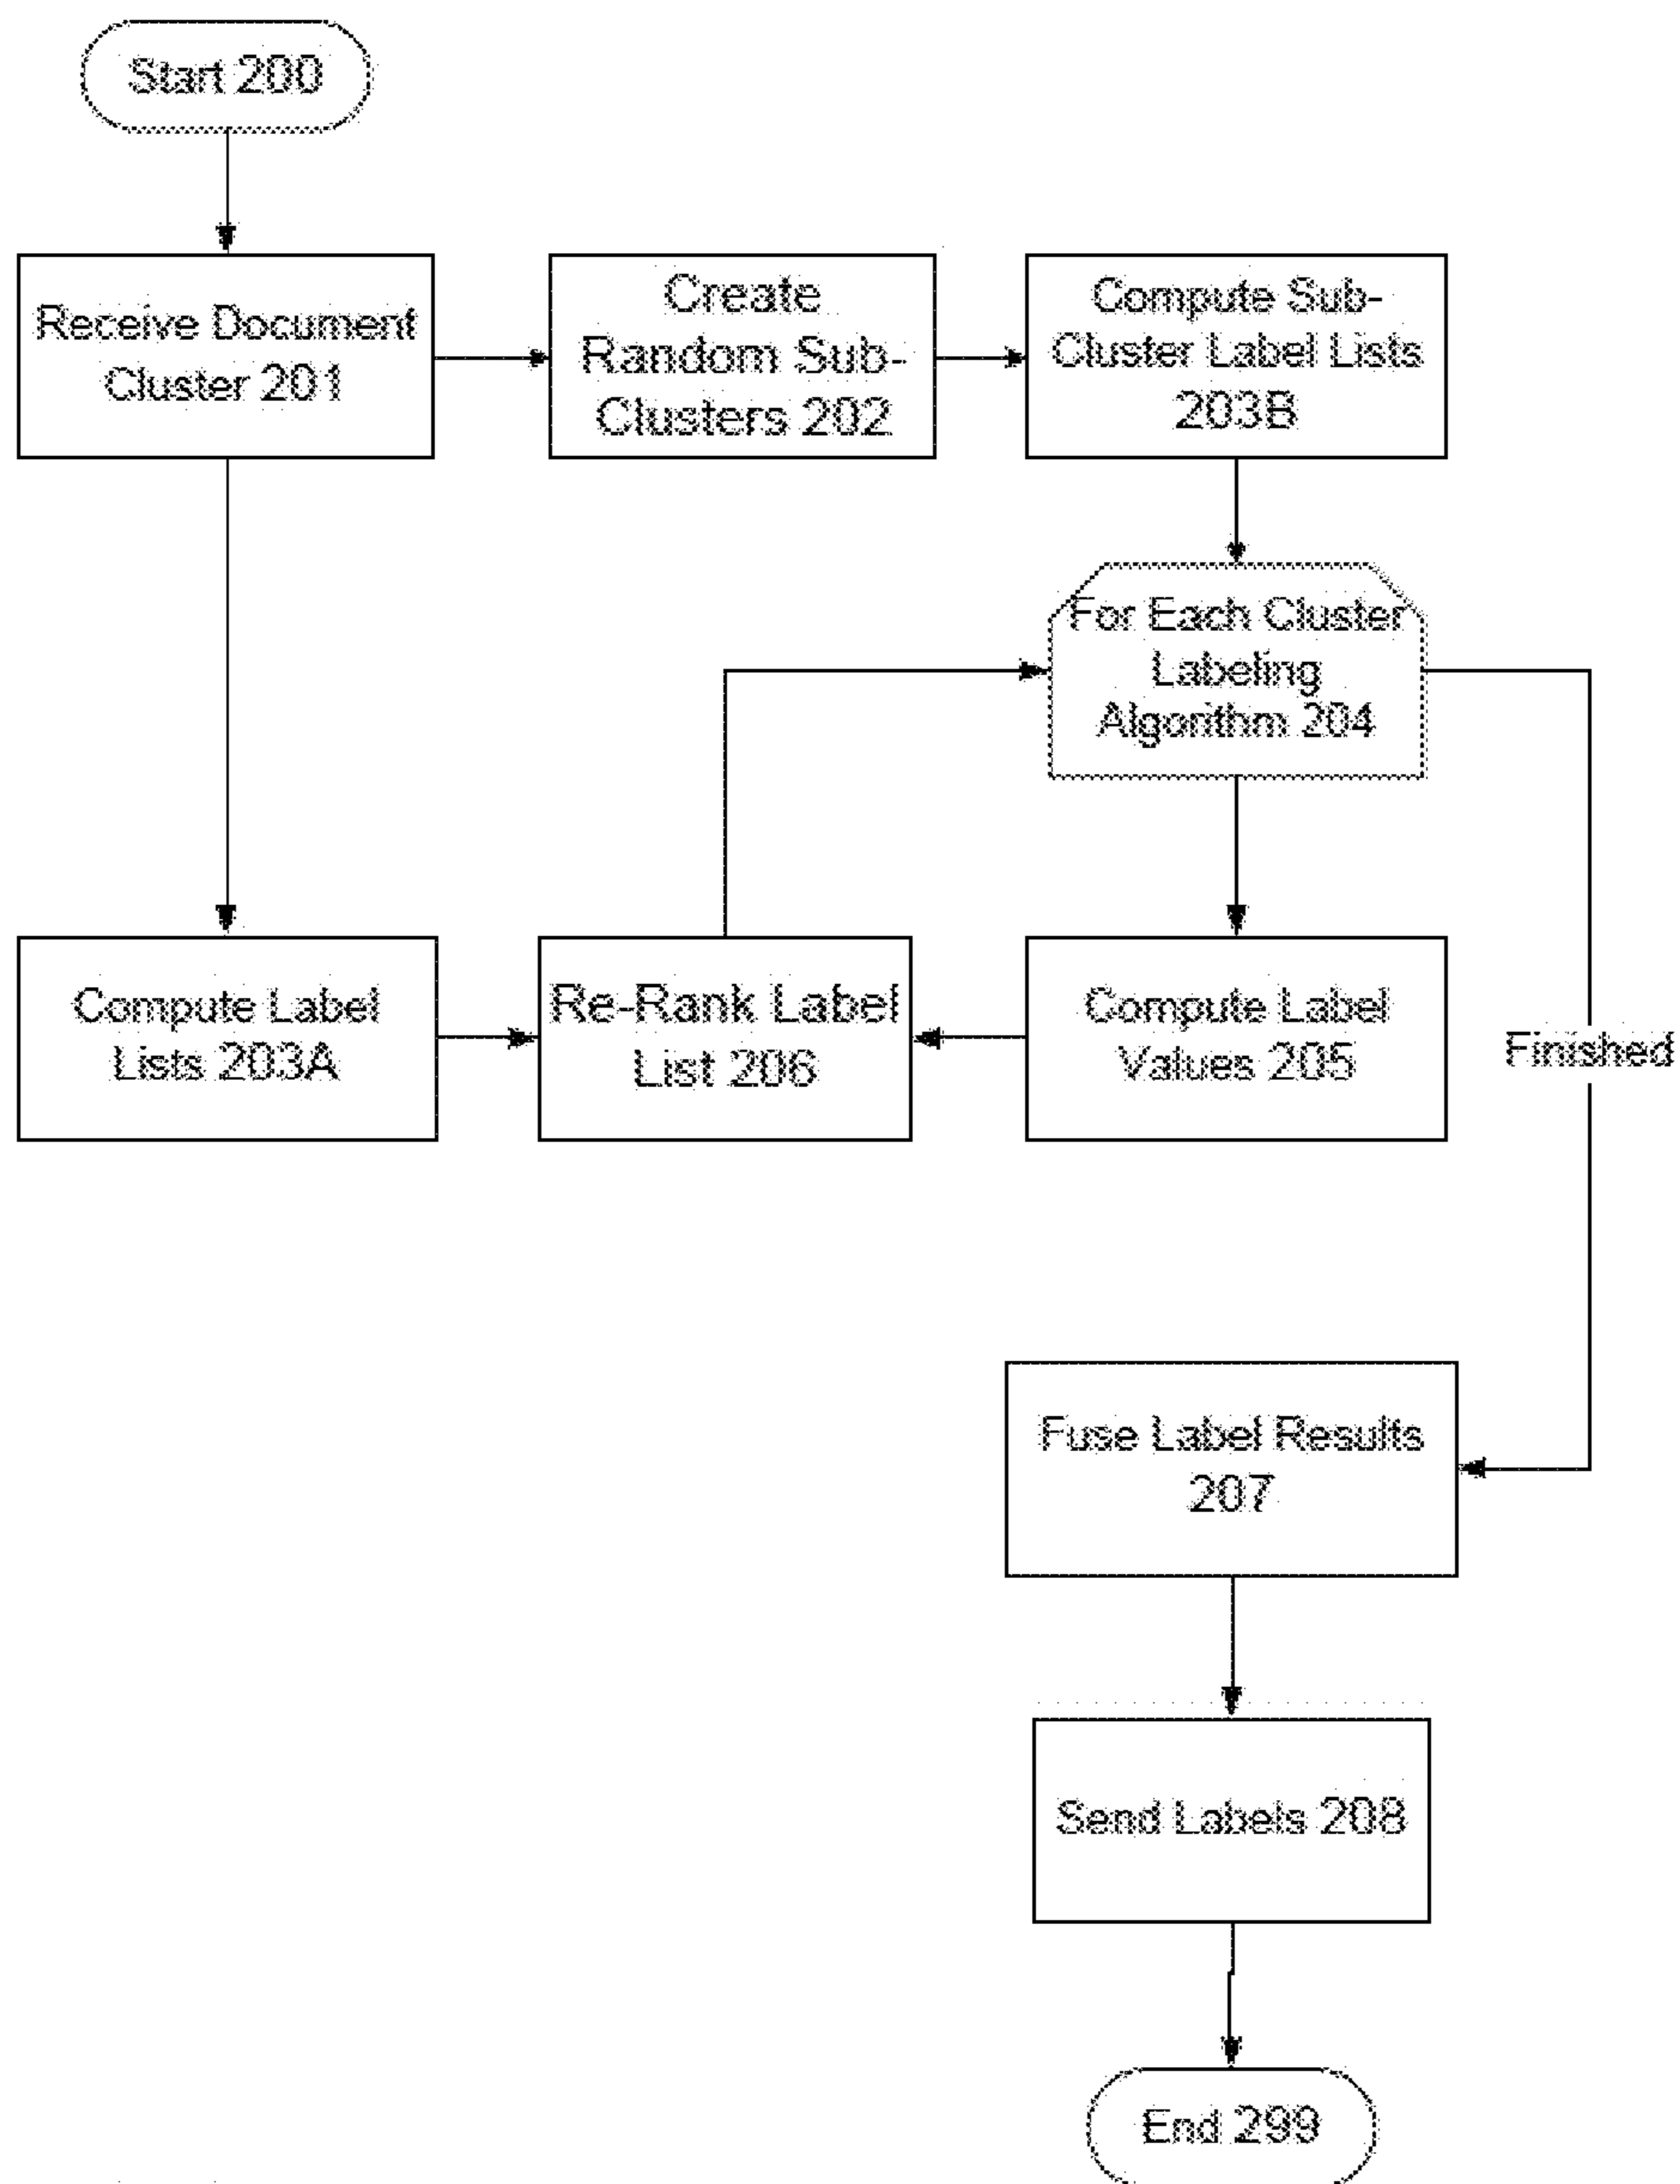 Start 200
Receive Document
Cluster 201
Create
Random Sub-
Clusters 202
Compute Sub-
Cluster Label Lists
203B
For Each Cluster
Labeling
Algorithm 204
Compute Label
Lists 203A
Re-Rank Label
List 206
Compute Label
Values 205
Finished
Fuse Label Results
207
Send Labels 208
End 299